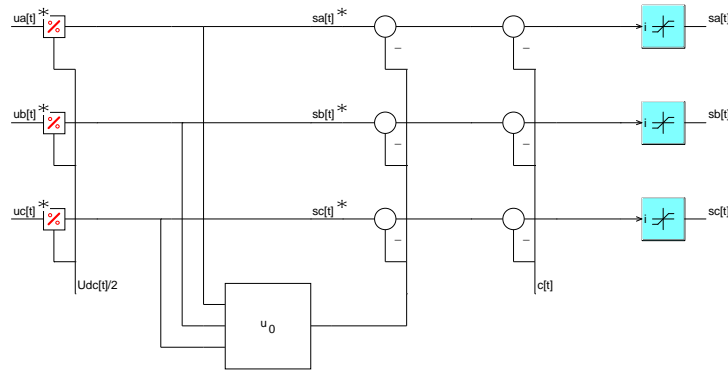 ua[t]* % sa[t]* i sa[t]
ub[t]* % sb[t]* i sb[t]
uc[t]* % sc[t]* i sc[t]
Udc[t]/2 c[t]
u0